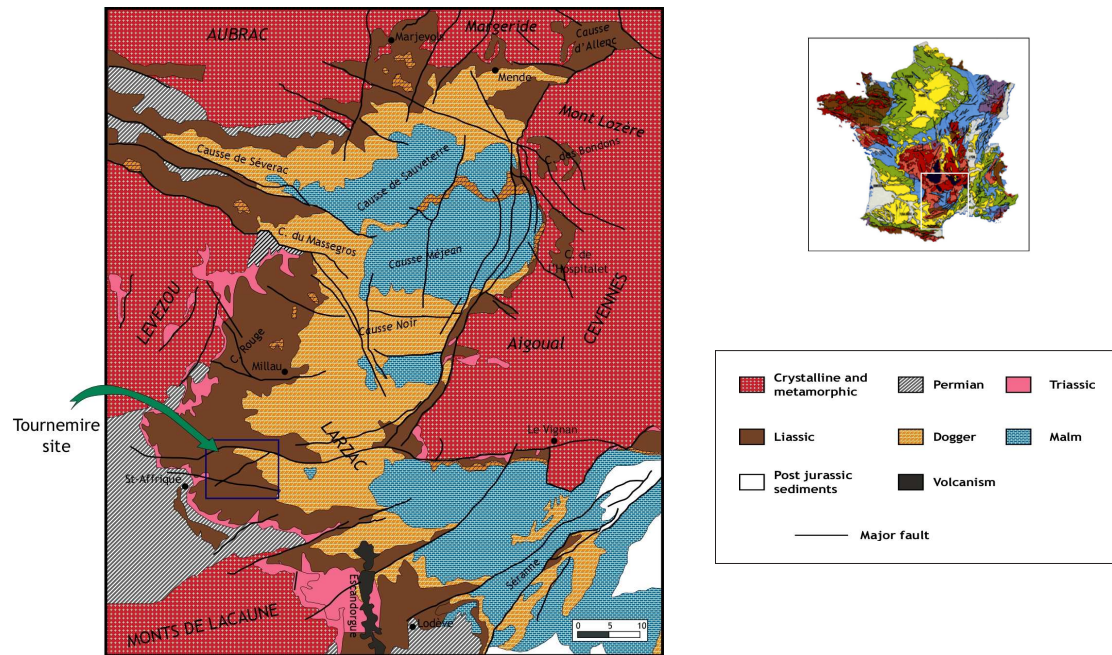 AUBRAC
Marjevols
Margeride
Causse
d'Allenc
Mende
Mont Lozère
Causse de Séverac
Causse de Sauveterre
C. des Bondons
C. du Massegros
Causse Méjean
C. de
l'Hospitalet
LEVEZOU
CEVENNES
C. Rouge
Causse Noir
Aigoual
Millau
Tournemire
site
LARZAC
Le Vignan
St-Affrique
Escandorgue
Séranne
MONTS DE LACAUNE
Lodève
0 5 10
Crystalline and
metamorphic
Permian
Triassic
Liassic
Dogger
Malm
Post jurassic
sediments
Volcanism
Major fault